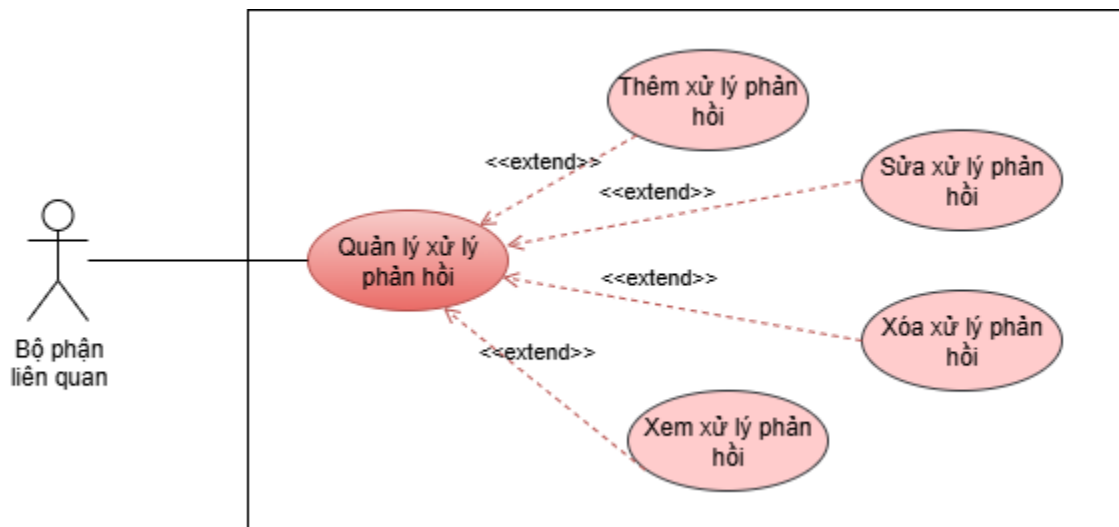 Thêm xử lý phản
hồi
<<extend>>
Sửa xử lý phản
hồi
<<extend>>
Quản lý xử lý
phản hồi
<<extend>>
Xóa xử lý phản
hồi
Bộ phận
liên quan
<<extend>>
Xem xử lý phản
hồi